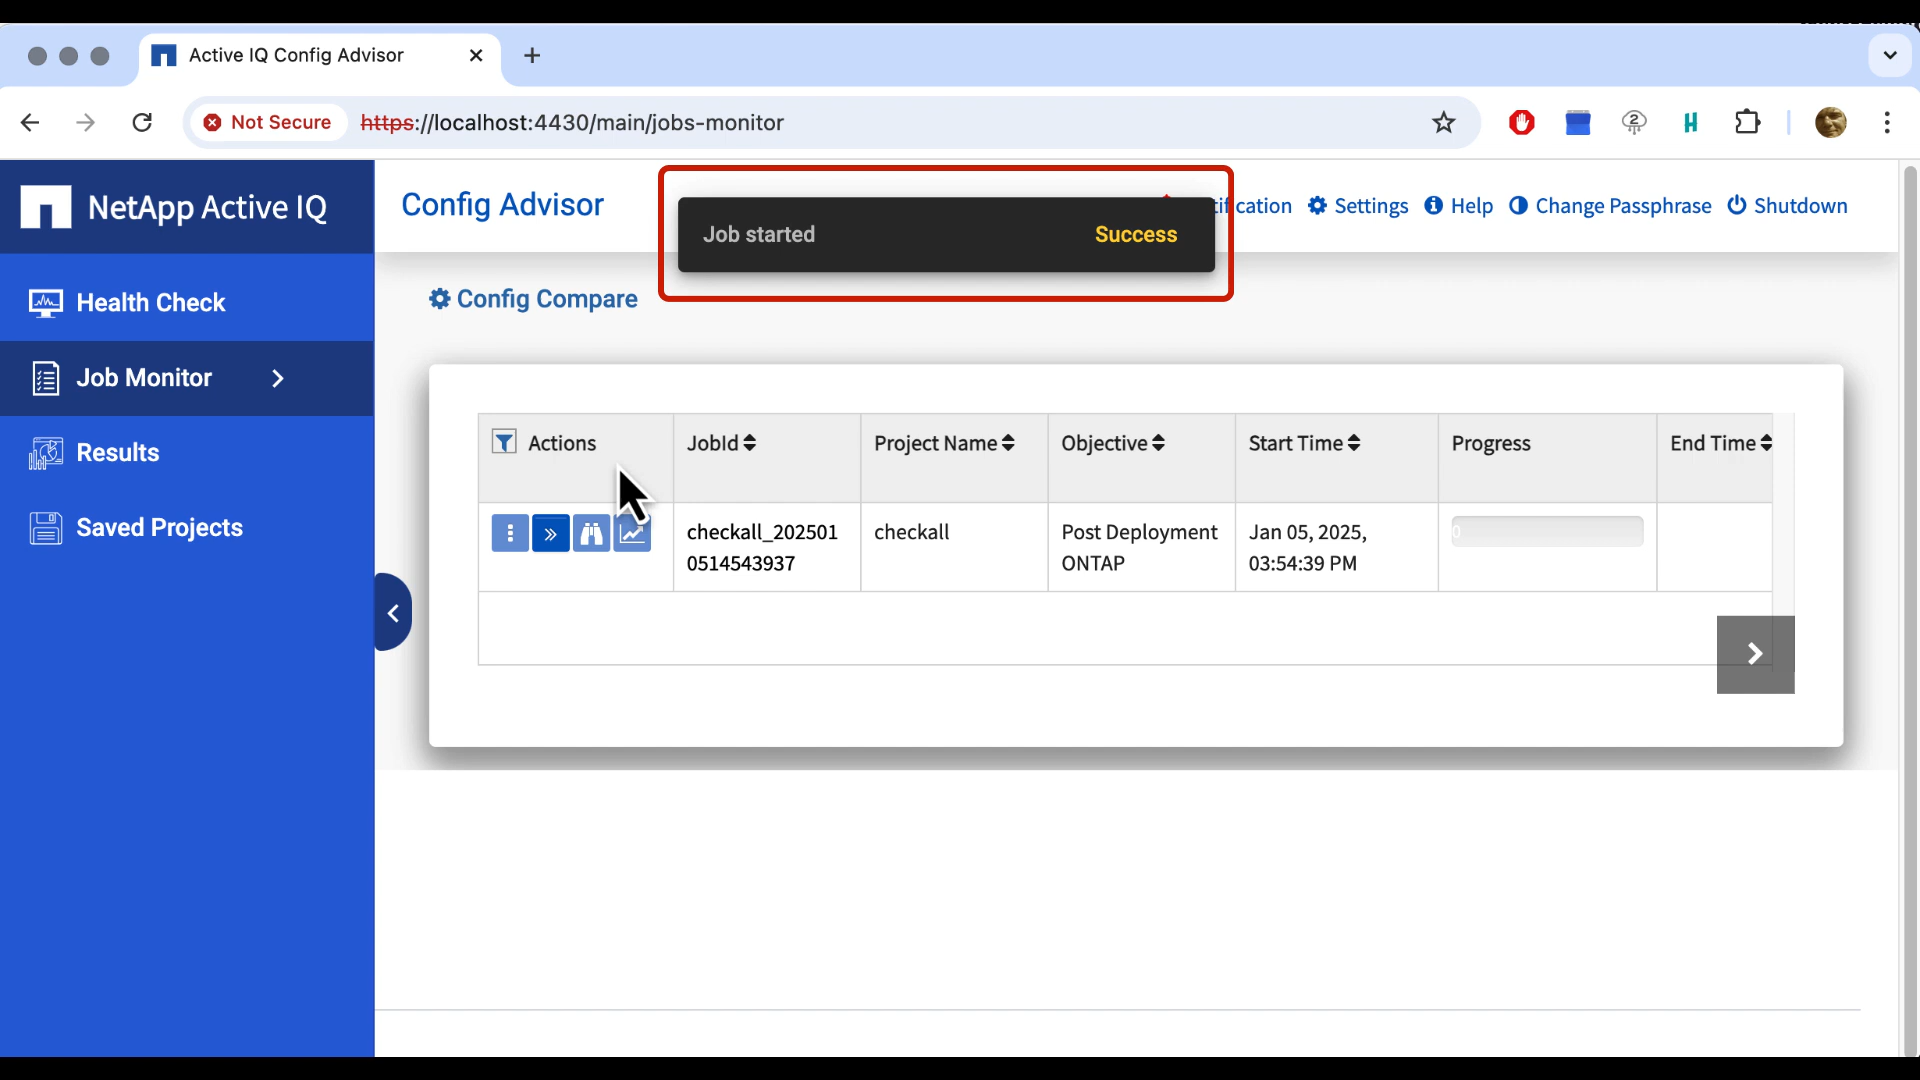 Active IQ Config Advisor
Not Secure https://localhost:4430/main/jobs-monitor
2
NetApp Active IQ
Health Check
Job Monitor
Results
Saved Projects
Config Advisor
Job started Success
Settings Help Change Passphrase Shutdown
Config Compare
Actions JobId Project Name Objective Start Time Progress End Time
checkall_202501 checkall Post Deployment Jan 05, 2025, 0
0514543937 ONTAP 03:54:39 PM